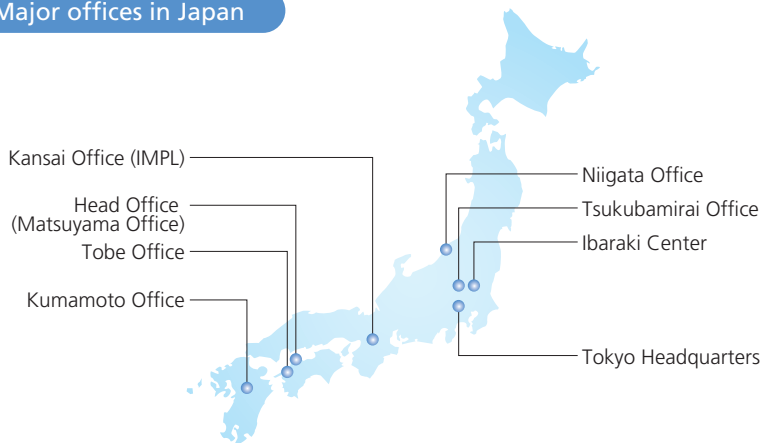 Major offices in Japan
Kansai Office (IMPL)
Head Office
(Matsuyama Office)
Tobe Office
Kumamoto Office
Niigata Office
Tsukubamirai Office
Ibaraki Center
Tokyo Headquarters